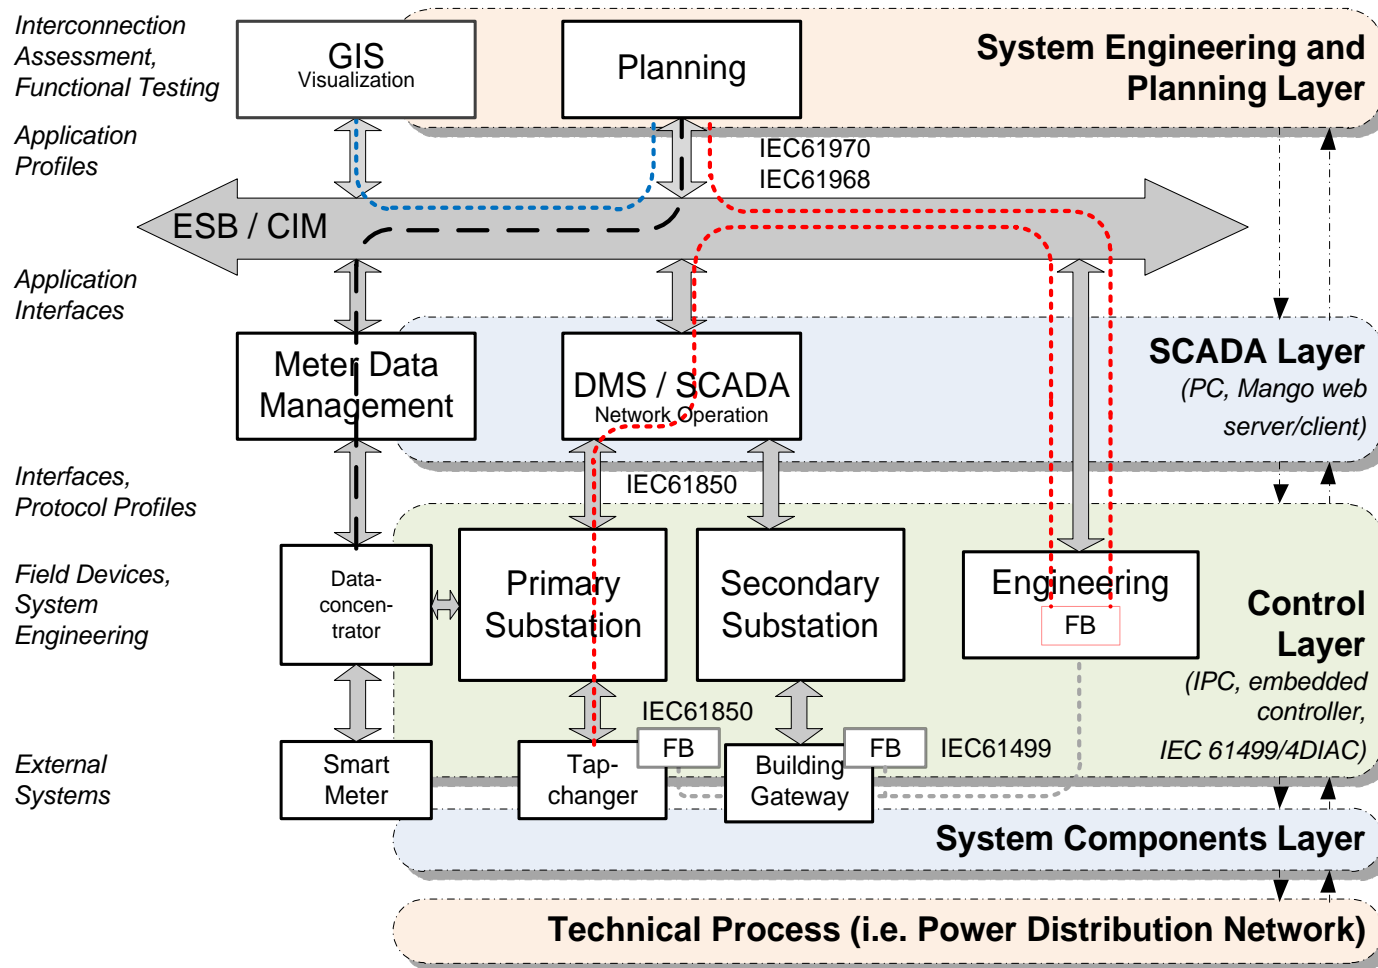 Interconnection
Assessment,
Functional Testing
GIS
Visualization
Planning
System Engineering and
Planning Layer
Application
Profiles
IEC61970
IEC61968
ESB / CIM
Application
Interfaces
Meter Data
Management
DMS / SCADA
Network Operation
SCADA Layer
(PC, Mango web
server/client)
Interfaces,
Protocol Profiles
IEC61850
Field Devices,
System
Engineering
Data-
concen-
trator
Primary
Substation
Secondary
Substation
Engineering
FB
Control
Layer
(IPC, embedded
controller,
IEC 61499/4DIAC)
IEC61850
External
Systems
Smart
Meter
Tap-
changer
FB
Building
Gateway
FB
IEC61499
System Components Layer
Technical Process (i.e. Power Distribution Network)